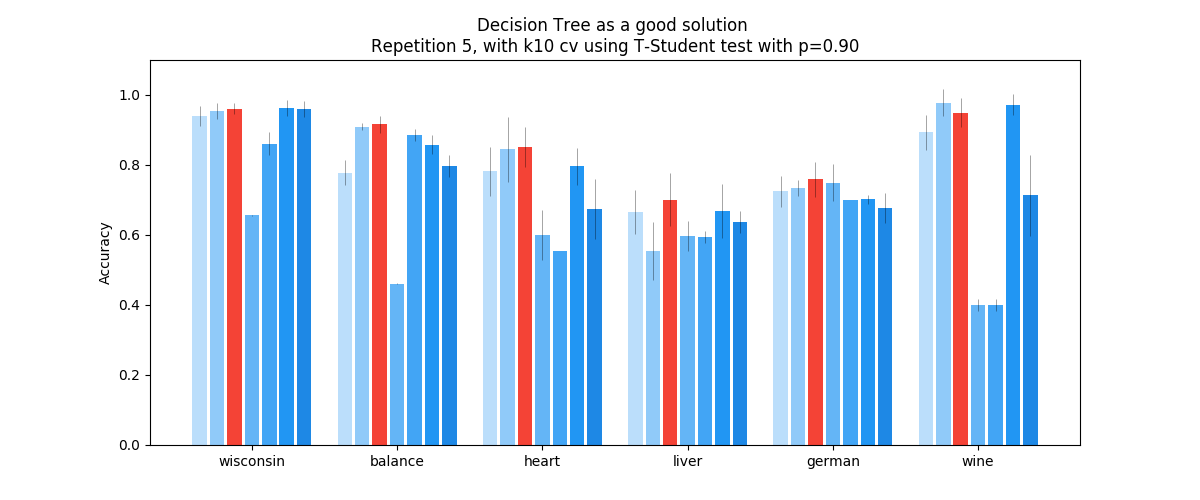 Decision Tree as a good solution
Repetition 5, with k10 cv using T-Student test with p=0.90
Accuracy
1.0
0.8
0.6
0.4
0.2
0.0
wisconsin balance heart liver german wine